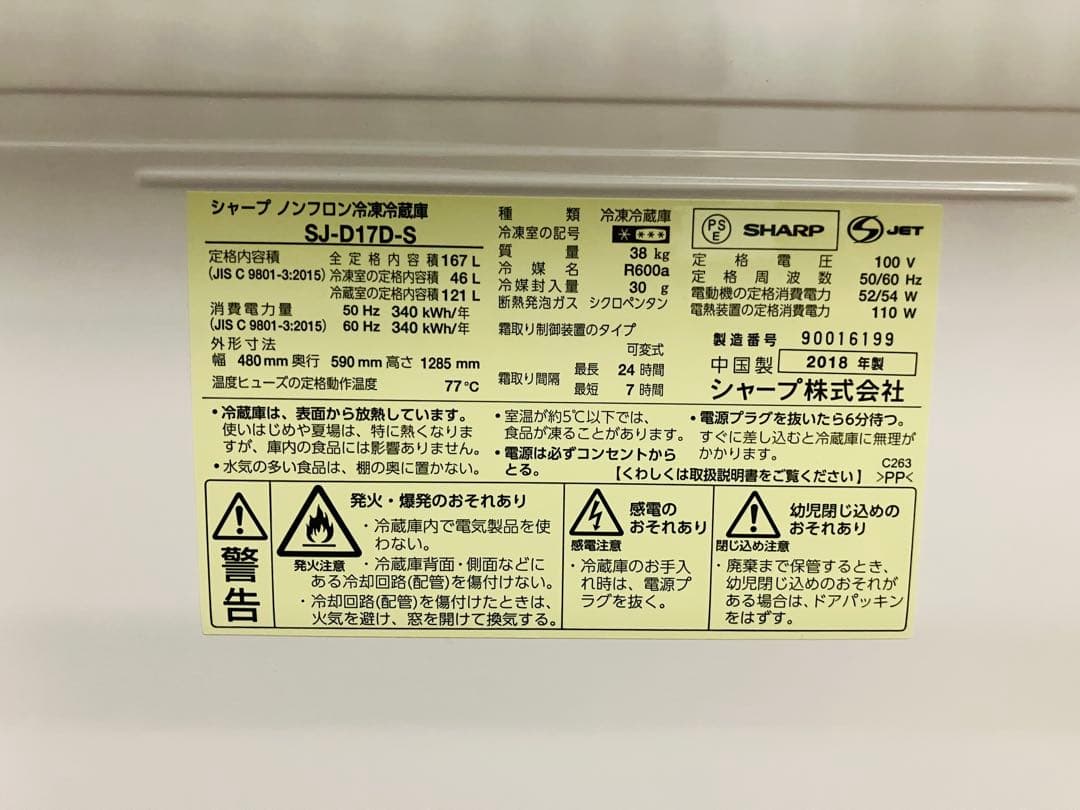 シャープ ノンフロン冷凍冷蔵庫
SJ-D17D-S
定格内容積 全定格内容積 167 L
(JIS C 9801-3:2015) 冷凍室の定格内容積 46 L
冷蔵室の定格内容積 121 L
消費電力量 50 Hz 340 kWh/年
(JIS C 9801-3:2015) 60 Hz 340 kWh/年
外形寸法
幅 480 mm 奥行 590 mm 高さ 1285 mm
温度ヒューズの定格動作温度 77℃
種類 冷凍冷蔵庫
冷凍室の記号 * ***
質量 38 kg
冷媒名 R600a
冷媒封入量 30 g
断熱発泡ガス シクロペンタン
霜取り制御装置のタイプ
可変式
霜取り間隔 最長 24 時間
最短 7 時間
PS E SHARP S JET
定格電圧 100 V
定格周波数 50/60 Hz
電動機の定格消費電力 52/54 W
電熱装置の定格消費電力 110 W
製造番号 90016199
中国製 2018 年製
シャープ株式会社
・冷蔵庫は、表面から放熱しています。
使いはじめや夏場は、特に熱くなりま
すが、庫内の食品には影響ありません。
・水気の多い食品は、棚の奥に置かない。
・室温が約5℃以下では、
食品が凍ることがあります。
・電源は必ずコンセントから
とる。
・電源プラグを抜いたら6分待つ。
すぐに差し込むと冷蔵庫に無理が
かかります。
C263
【くわしくは取扱説明書をご覧ください】 >PP<
警告
発火・爆発のおそれあり
発火注意
・冷蔵庫内で電気製品を使
わない。
・冷蔵庫背面・側面などに
ある冷却回路(配管)を傷付けない。
・冷却回路(配管)を傷付けたときは、
火気を避け、窓を開けて換気する。
感電の
おそれあり
感電注意
・冷蔵庫のお手入
れ時は、電源プ
ラグを抜く。
幼児閉じ込めの
おそれあり
閉じ込め注意
・廃棄まで保管するとき、
幼児閉じ込めのおそれが
ある場合は、ドアパッキン
をはずす。